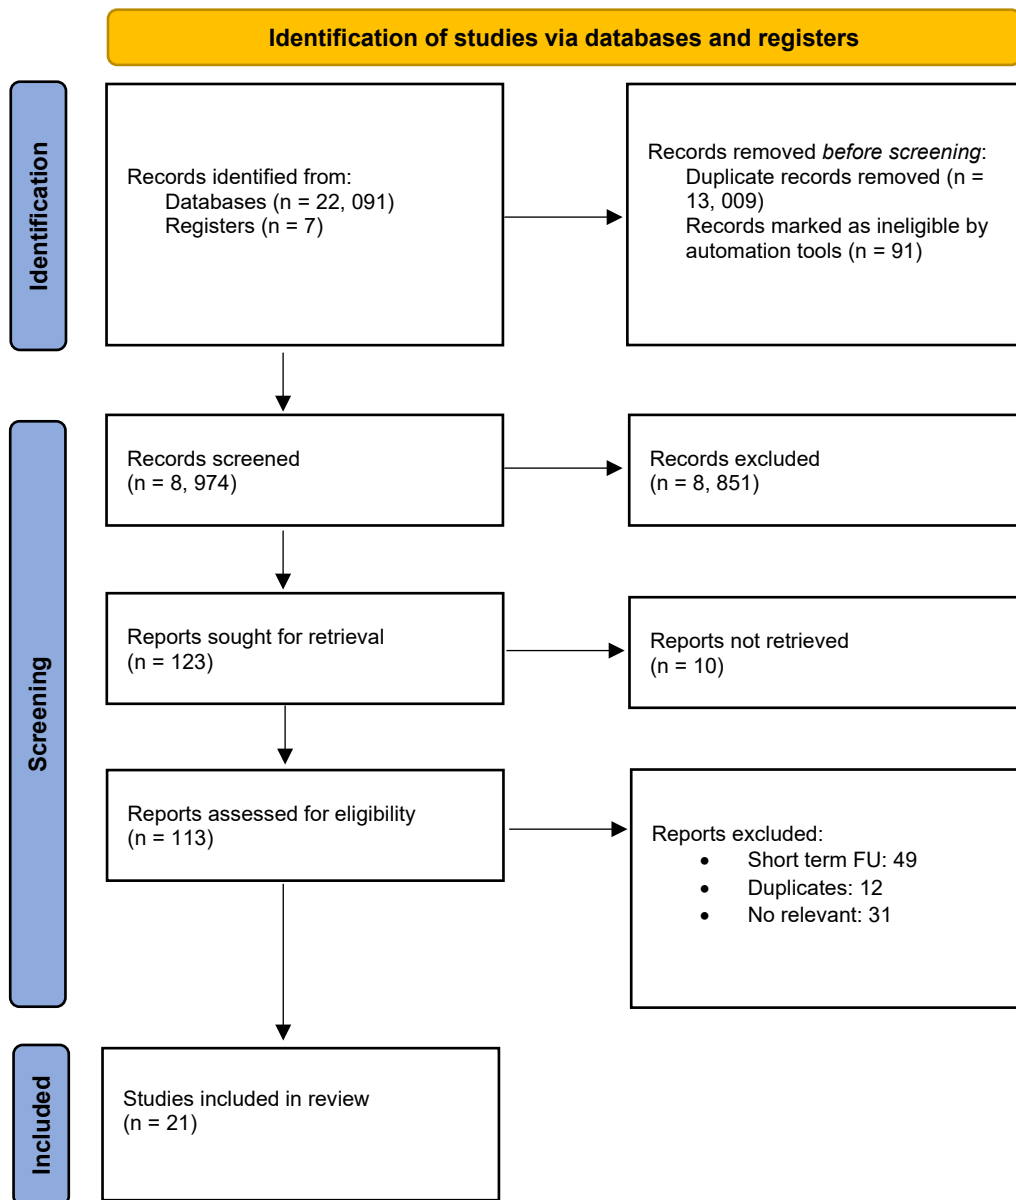 Identification of studies via databases and registers
Identification
Records identified from:
Databases (n = 22, 091)
Registers (n = 7)
Records removed before screening:
Duplicate records removed (n =
13, 009)
Records marked as ineligible by
automation tools (n = 91)
Screening
Records screened
(n = 8, 974)
Records excluded
(n = 8, 851)
Reports sought for retrieval
(n = 123)
Reports not retrieved
(n = 10)
Reports assessed for eligibility
(n = 113)
Reports excluded:
• Short term FU: 49
• Duplicates: 12
• No relevant: 31
Included
Studies included in review
(n = 21)